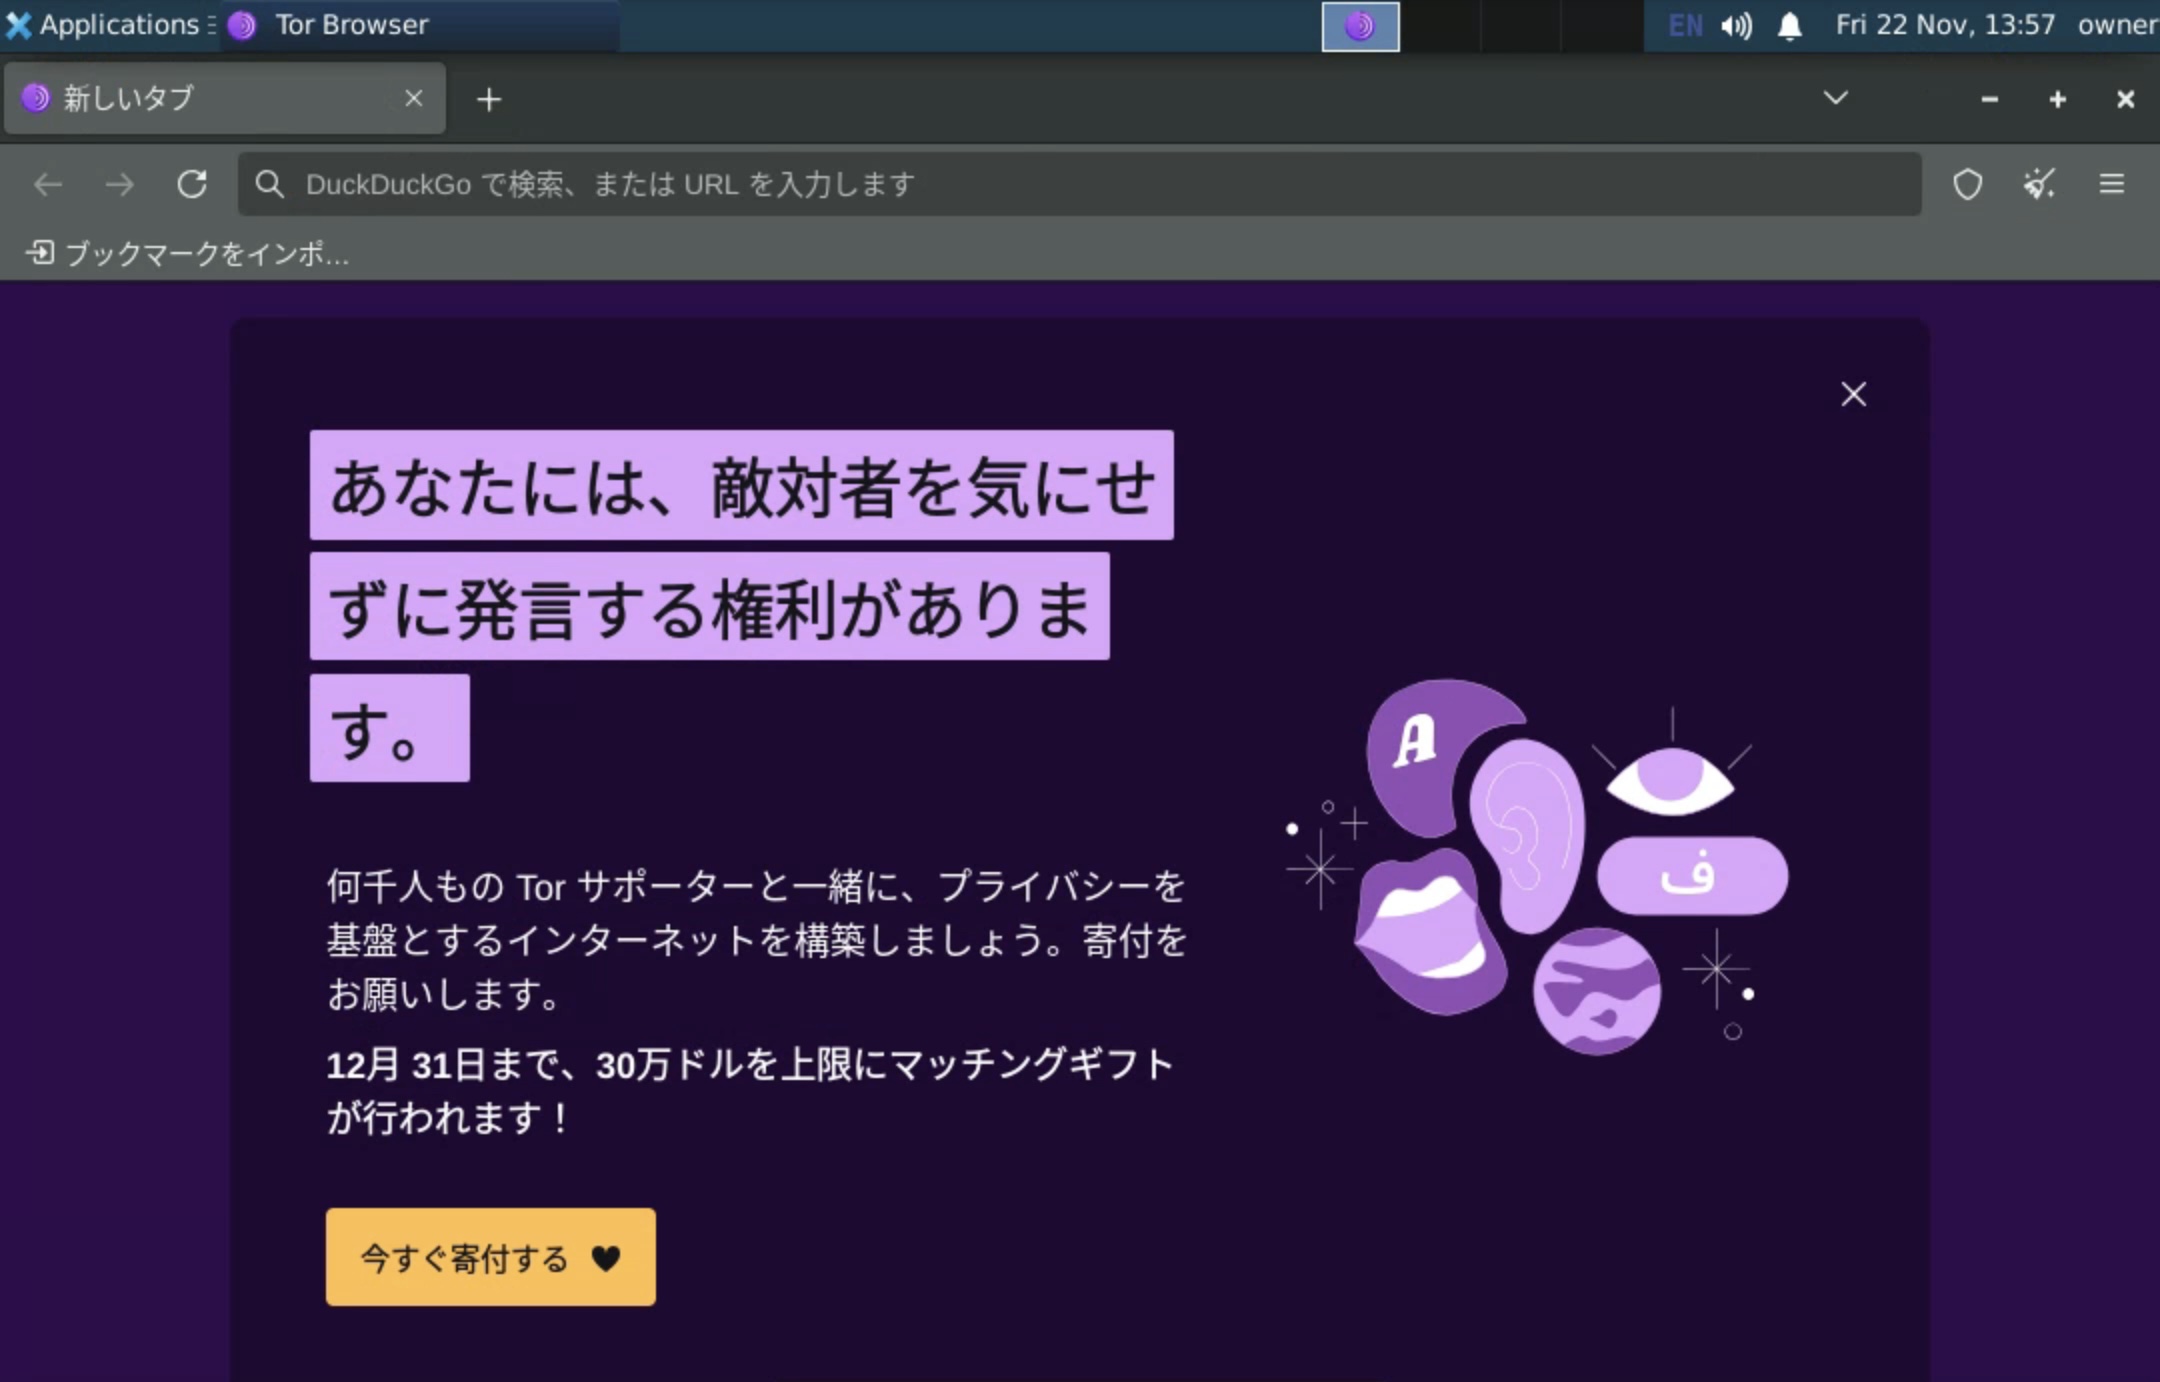 Applications
Tor Browser
EN
Fri 22 Nov, 13:57
owner
新しいタブ
DuckDuckGo で検索、または URL を入力します
ブックマークをインポ…
あなたには、敵対者を気にせ
ずに発言する権利がありま
す。
A
ف
何千人もの Tor サポーターと一緒に、プライバシーを
基盤とするインターネットを構築しましょう。寄付を
お願いします。
12月 31日まで、30万ドルを上限にマッチングギフト
が行われます！
今すぐ寄付する